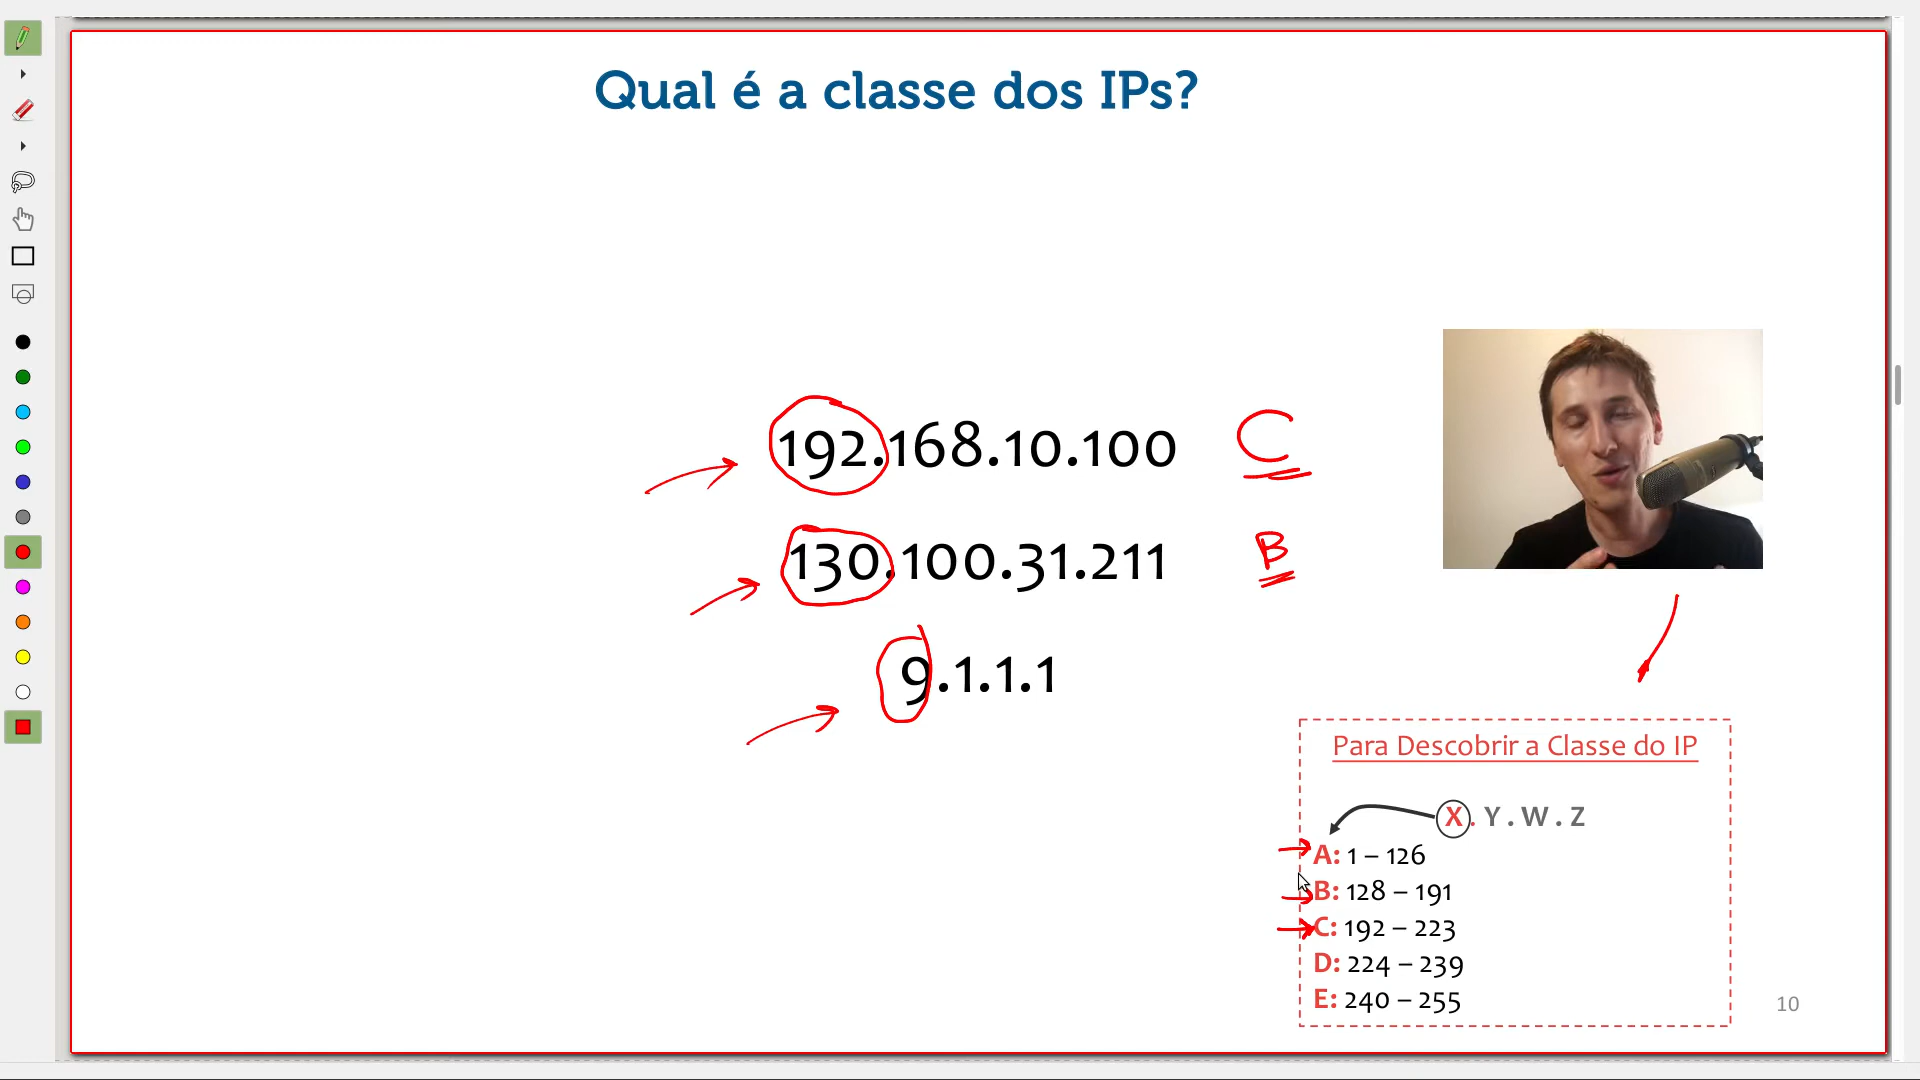 Qual é a classe dos IPs?
192.168.10.100 C
130.100.31.211 B
9.1.1.1
Para Descobrir a Classe do IP
X . Y . W . Z
A: 1 – 126
B: 128 – 191
C: 192 – 223
D: 224 – 239
E: 240 – 255
10